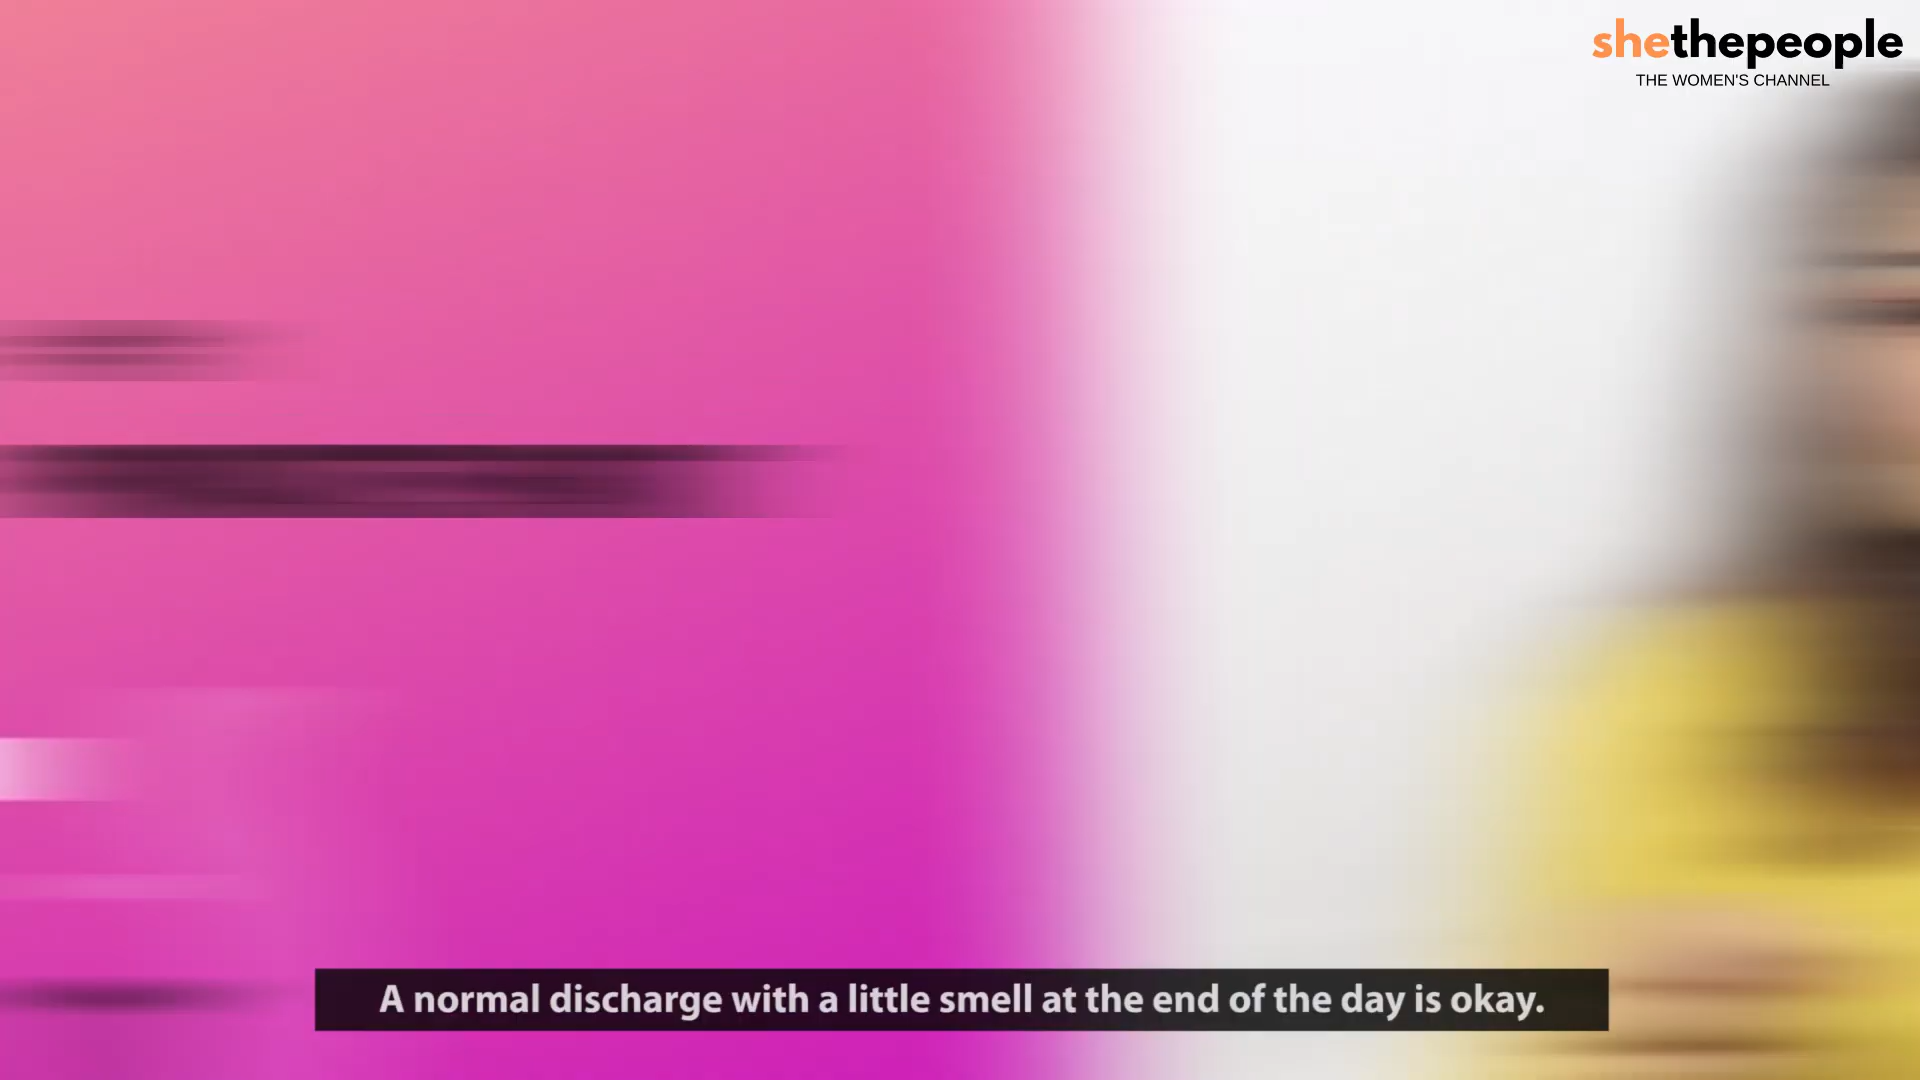 shethepeople
THE WOMEN'S CHANNEL
A normal discharge with a little smell at the end of the day is okay.